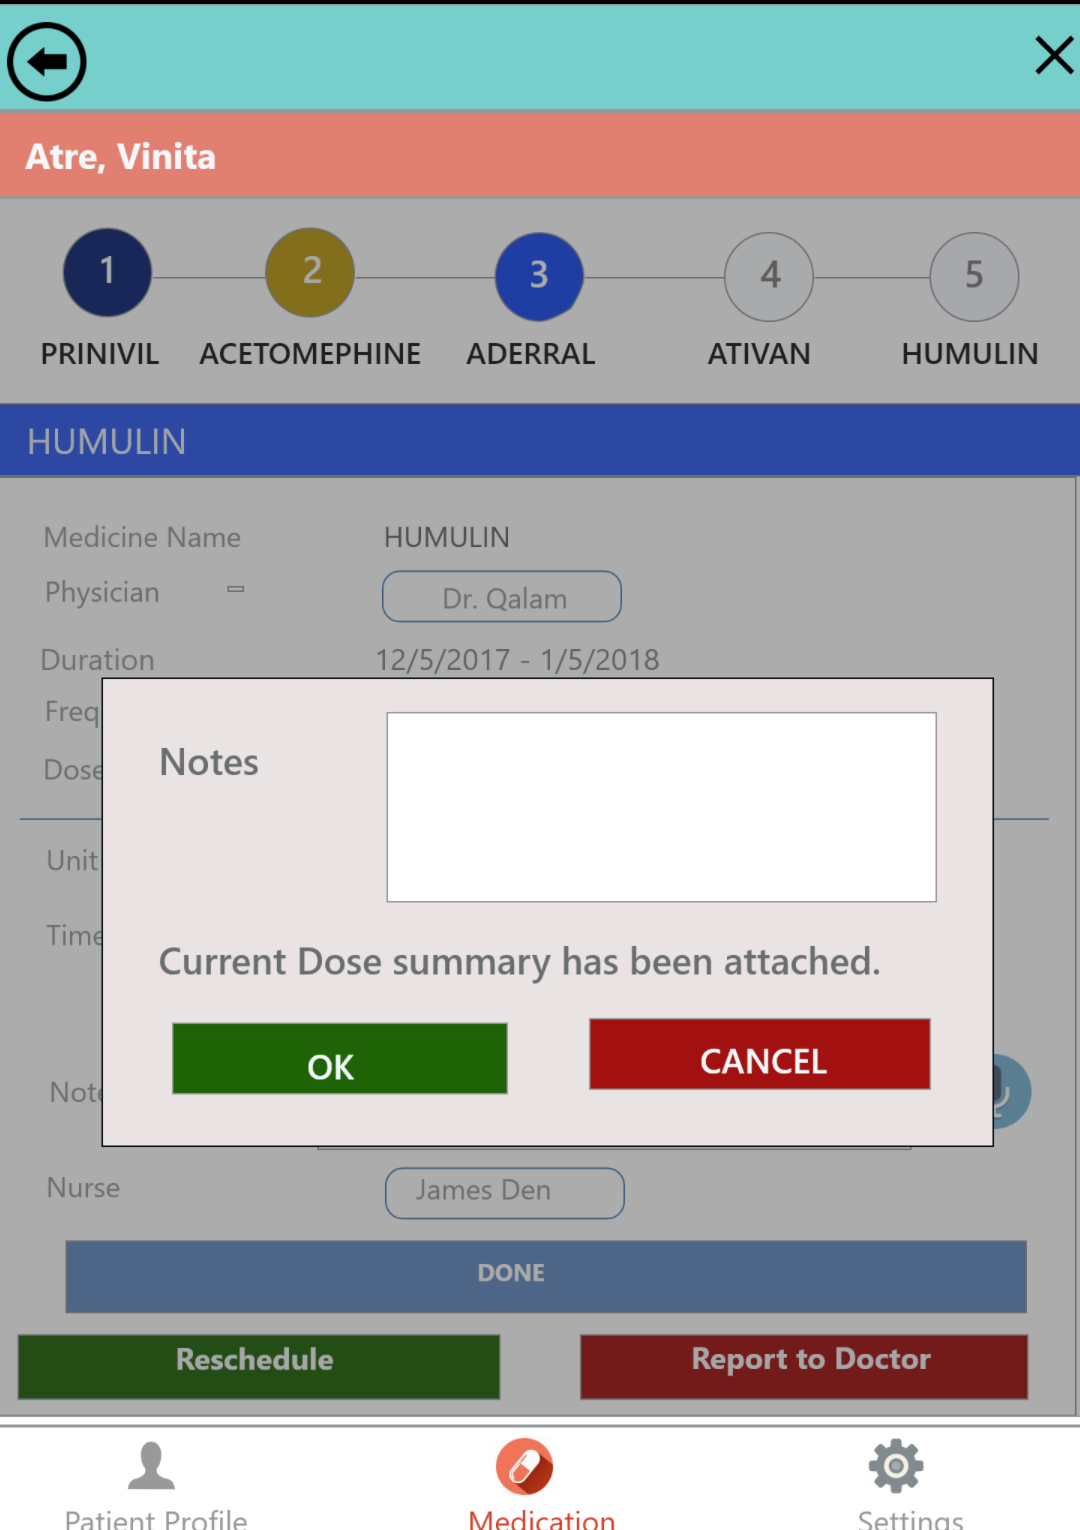 Atre, Vinita
1 2 3 4 5
PRINIVIL ACETOMEPHINE ADERRAL ATIVAN HUMULIN
HUMULIN
Medicine Name HUMULIN
Physician Dr. Qalam
Duration 12/5/2017 - 1/5/2018
Freq
Dose
Notes
Unit
Time
Current Dose summary has been attached.
OK CANCEL
Note
Nurse James Den
DONE
Reschedule Report to Doctor
Patient Profile Medication Settings